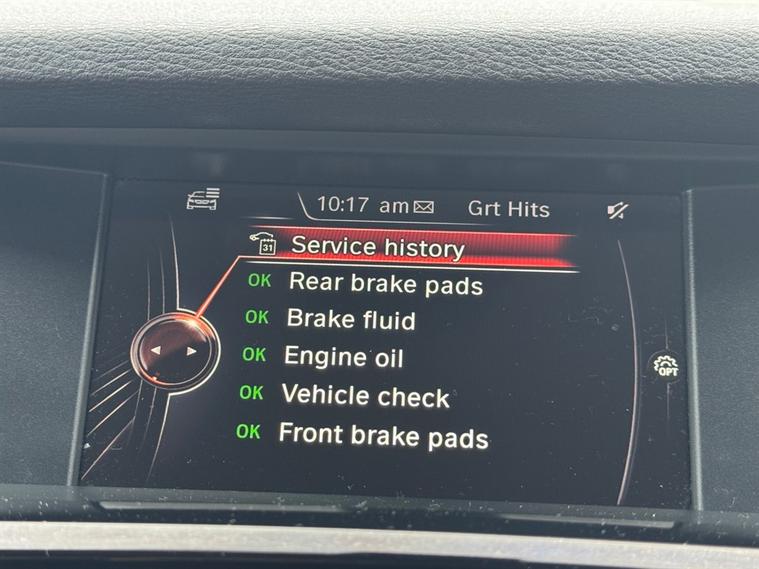 10:17 am Grt Hits
31 Service history
OK Rear brake pads
OK Brake fluid
OK Engine oil
OPT
OK Vehicle check
OK Front brake pads